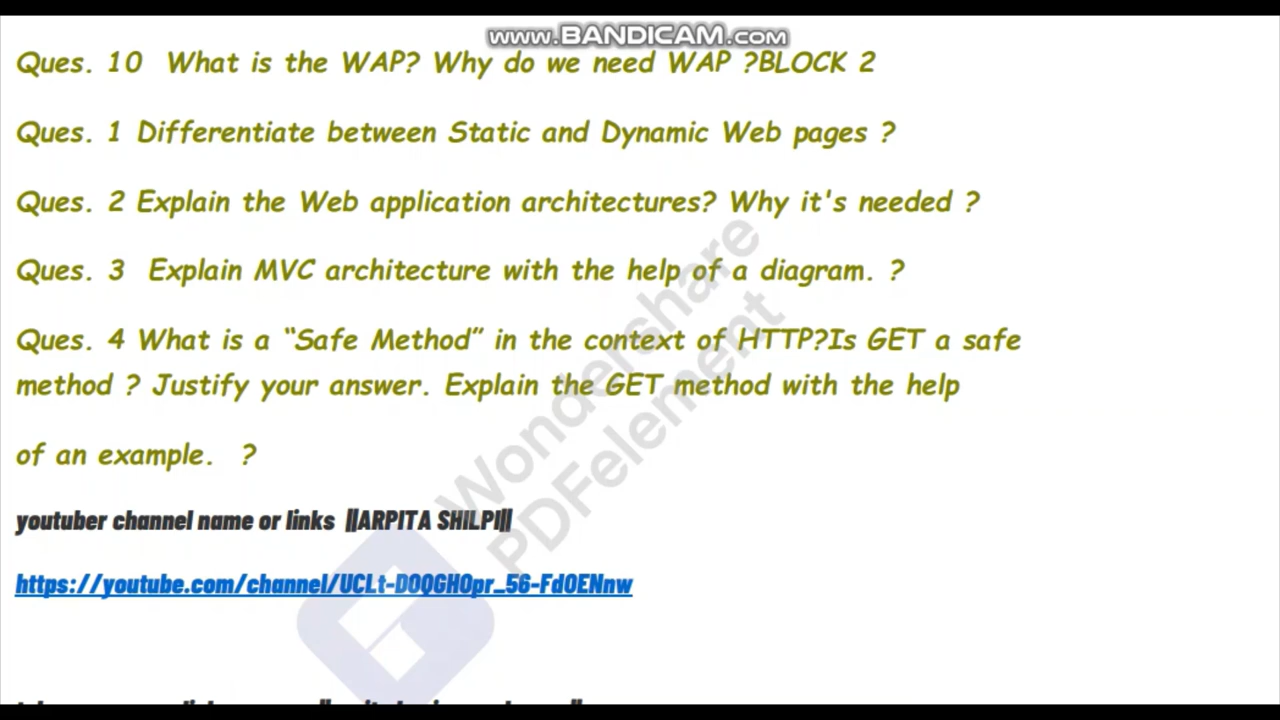 www.BANDICAM.com
Ques. 10 What is the WAP? Why do we need WAP ?BLOCK 2
Ques. 1 Differentiate between Static and Dynamic Web pages ?
Ques. 2 Explain the Web application architectures? Why it's needed ?
Ques. 3 Explain MVC architecture with the help of a diagram. ?
Ques. 4 What is a “Safe Method” in the context of HTTP?Is GET a safe
method ? Justify your answer. Explain the GET method with the help
of an example. ?
youtuber channel name or links ||ARPITA SHILPI||
https://youtube.com/channel/UCLt-DOQGHOpr_56-FdOENnw
Wondershare
PDFelement